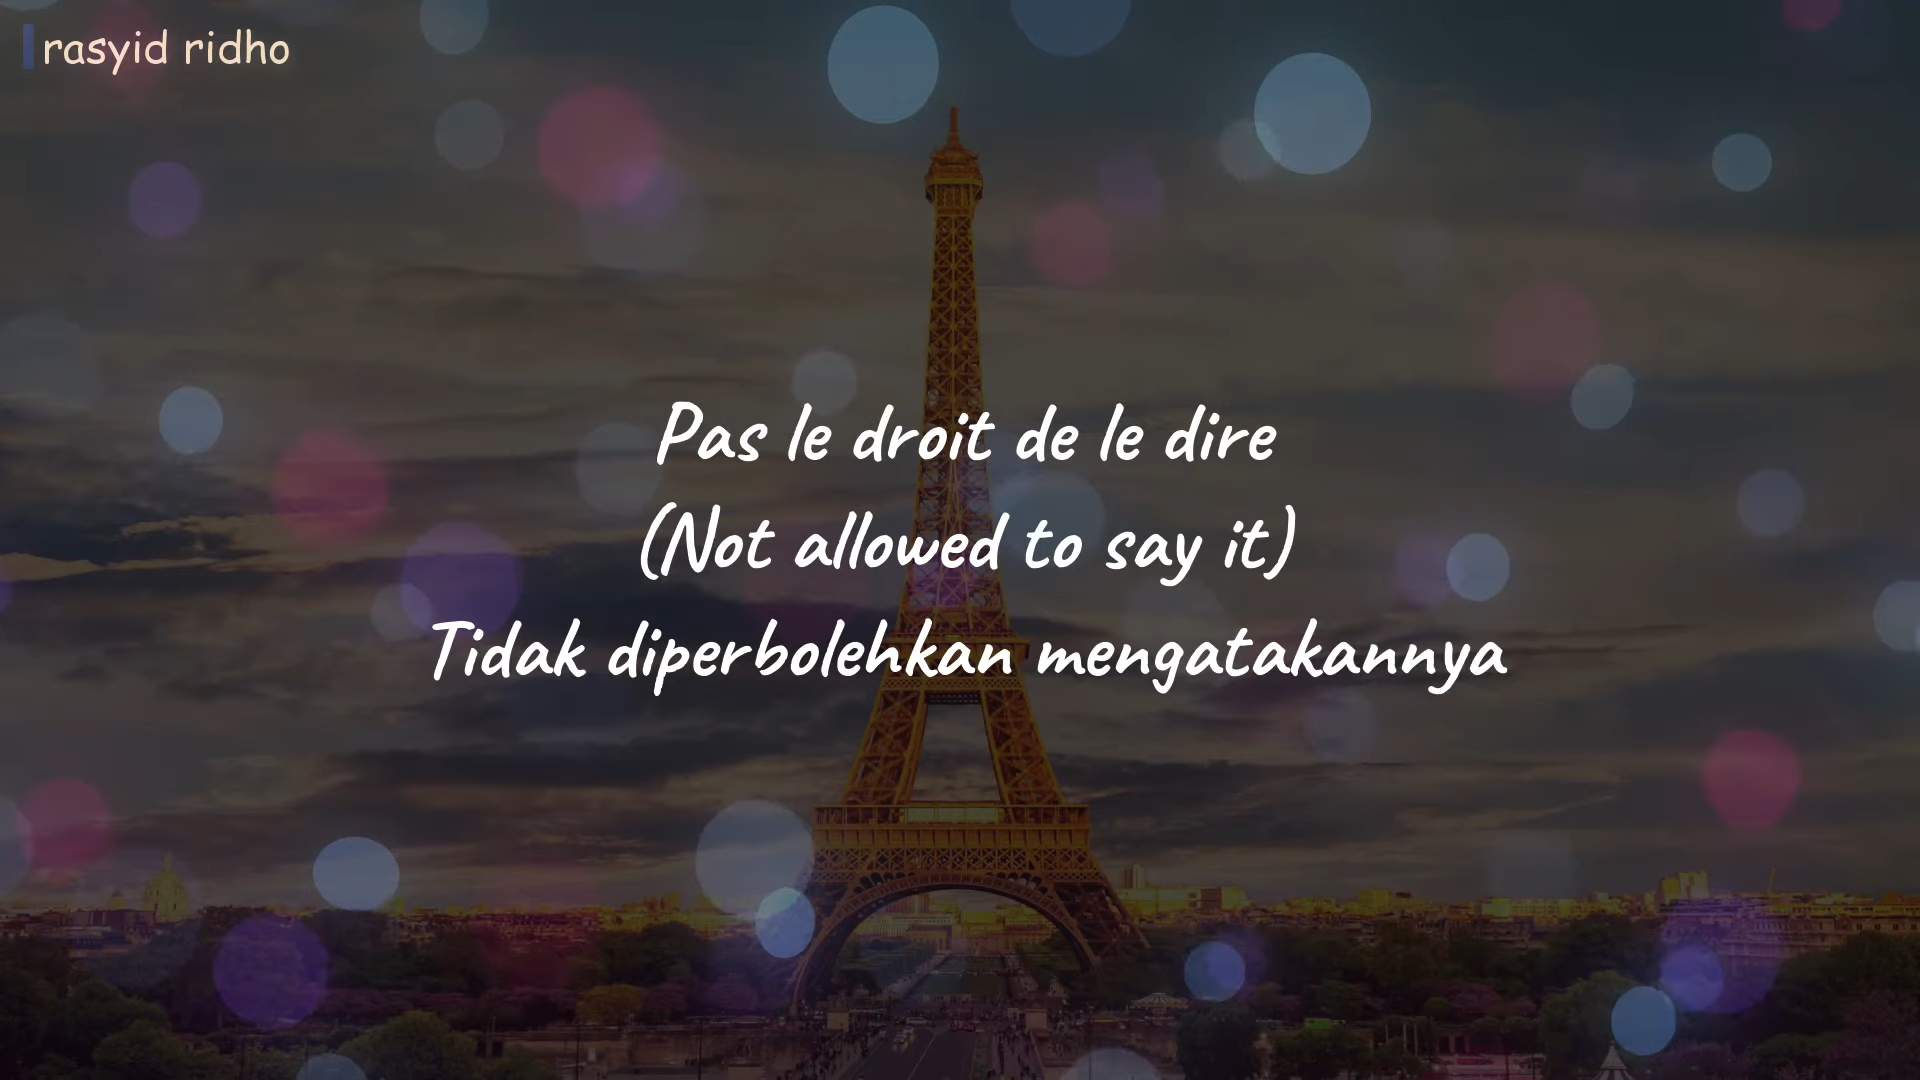 rasyid ridho
Pas le droit de le dire
(Not allowed to say it)
Tidak diperbolehkan mengatakannya